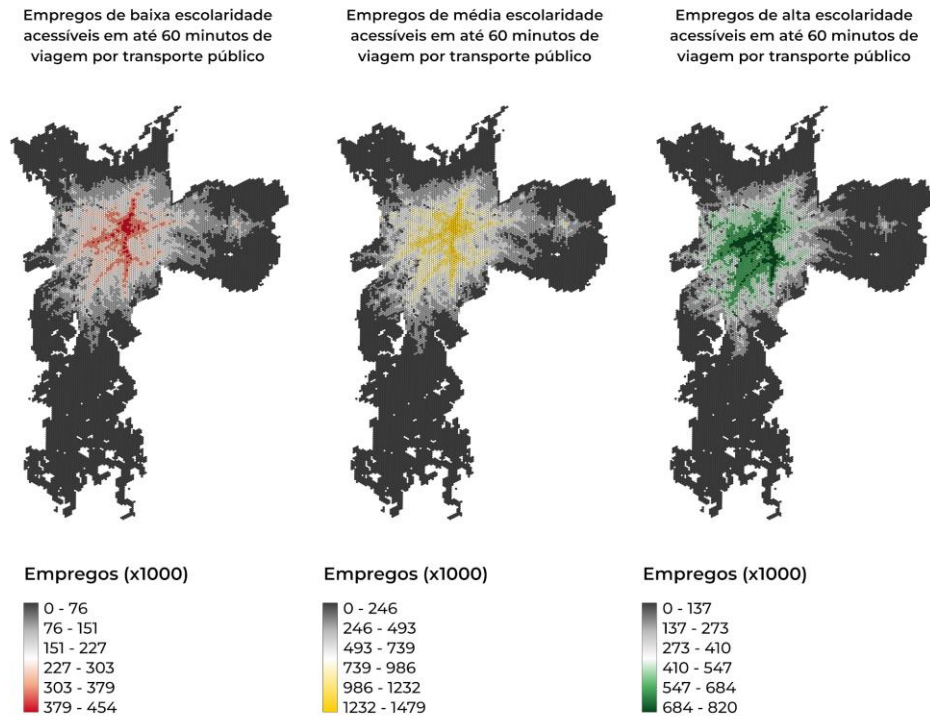 Empregos de baixa escolaridade
acessíveis em até 60 minutos de
viagem por transporte público
Empregos de média escolaridade
acessíveis em até 60 minutos de
viagem por transporte público
Empregos de alta escolaridade
acessíveis em até 60 minutos de
viagem por transporte público
Empregos (x1000)
0 - 76
76 - 151
151 - 227
227 - 303
303 - 379
379 - 454
Empregos (x1000)
0 - 246
246 - 493
493 - 739
739 - 986
986 - 1232
1232 - 1479
Empregos (x1000)
0 - 137
137 - 273
273 - 410
410 - 547
547 - 684
684 - 820